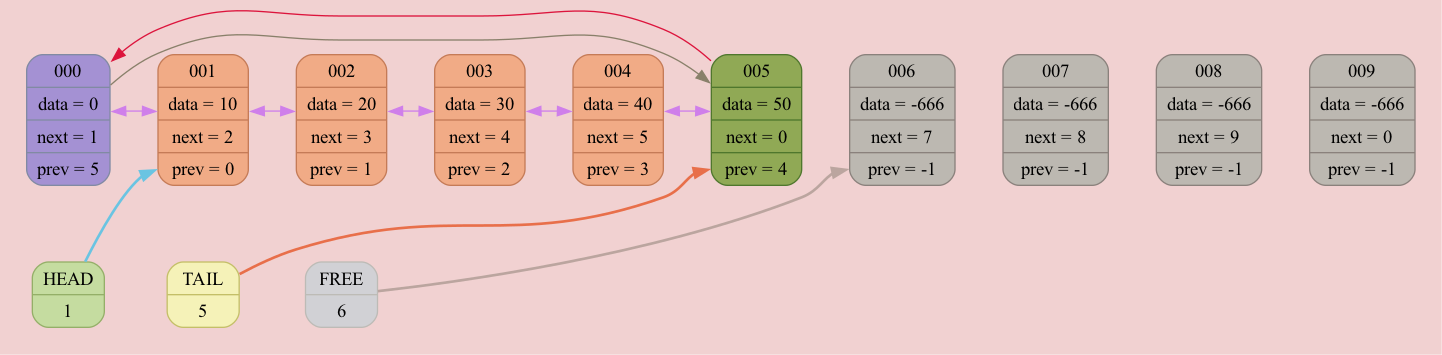 000 001 002 003 004 005 006 007 008 009
data = 0 data = 10 data = 20 data = 30 data = 40 data = 50 data = -666 data = -666 data = -666 data = -666
next = 1 next = 2 next = 3 next = 4 next = 5 next = 0 next = 7 next = 8 next = 9 next = 0
prev = 5 prev = 0 prev = 1 prev = 2 prev = 3 prev = 4 prev = -1 prev = -1 prev = -1 prev = -1
HEAD TAIL FREE
1 5 6